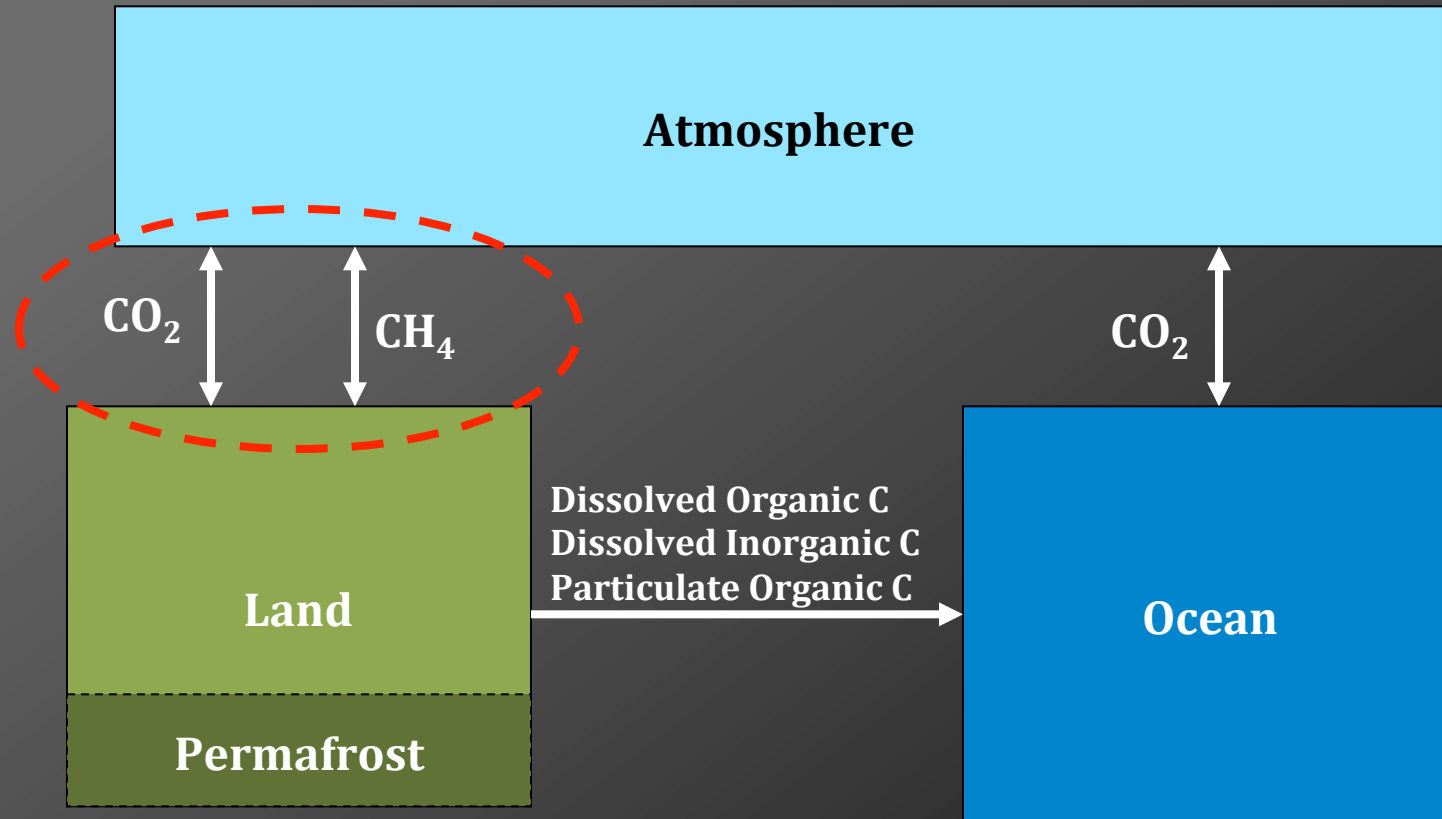 Atmosphere
CO₂
CH₄
CO₂
Dissolved Organic C
Dissolved Inorganic C
Particulate Organic C
Land
Ocean
Permafrost